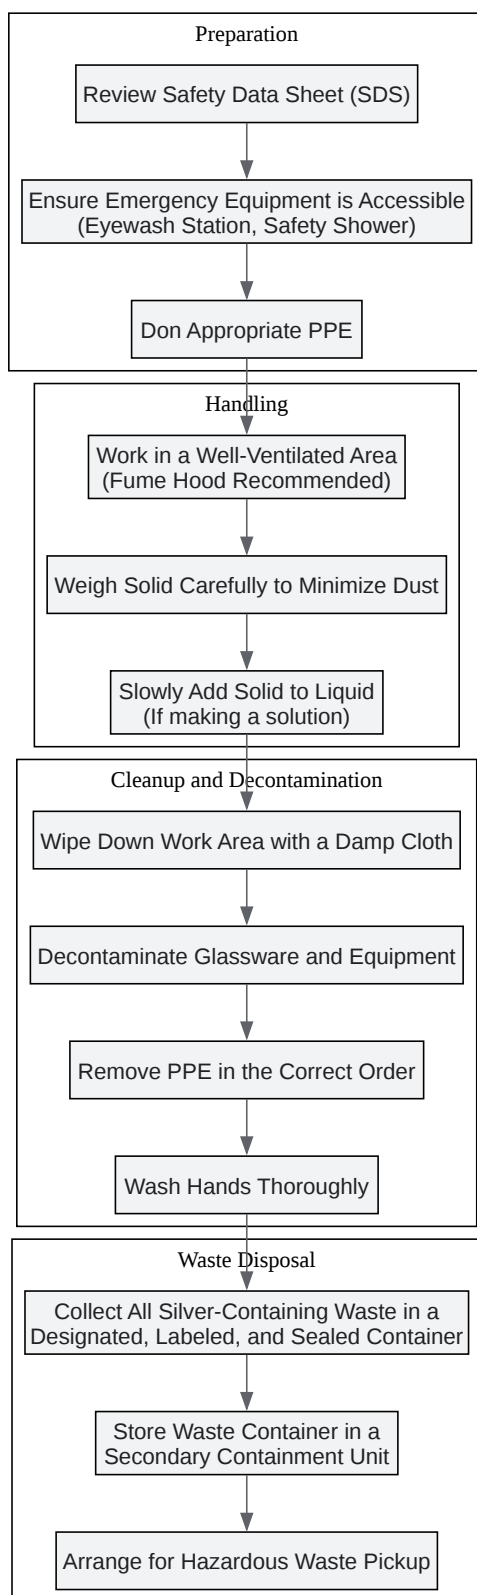 Preparation
Review Safety Data Sheet (SDS)
Ensure Emergency Equipment is Accessible
(Eyewash Station, Safety Shower)
Don Appropriate PPE
Handling
Work in a Well-Ventilated Area
(Fume Hood Recommended)
Weigh Solid Carefully to Minimize Dust
Slowly Add Solid to Liquid
(If making a solution)
Cleanup and Decontamination
Wipe Down Work Area with a Damp Cloth
Decontaminate Glassware and Equipment
Remove PPE in the Correct Order
Wash Hands Thoroughly
Waste Disposal
Collect All Silver-Containing Waste in a
Designated, Labeled, and Sealed Container
Store Waste Container in a
Secondary Containment Unit
Arrange for Hazardous Waste Pickup